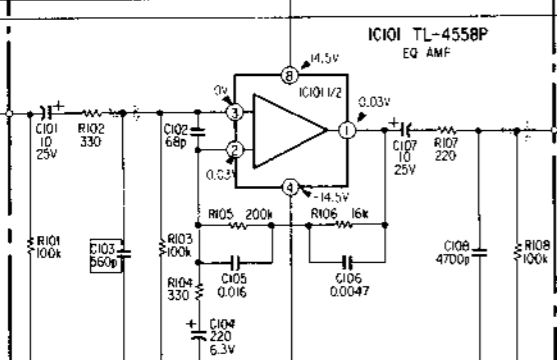 IC101 TL-4558P
EQ AMP
14.5V
8
IC101 1/2
0V
3
0.03V
1
C101
10
25V
R102
330
C102
68p
2
0.03V
4
-14.5V
C107
10
25V
R107
220
R105 200k
R106 16k
R101
100k
C103
560p
R103
100k
C105
0.016
C106
0.0047
C108
4700p
R108
100k
R104
330
C104
220
6.3V